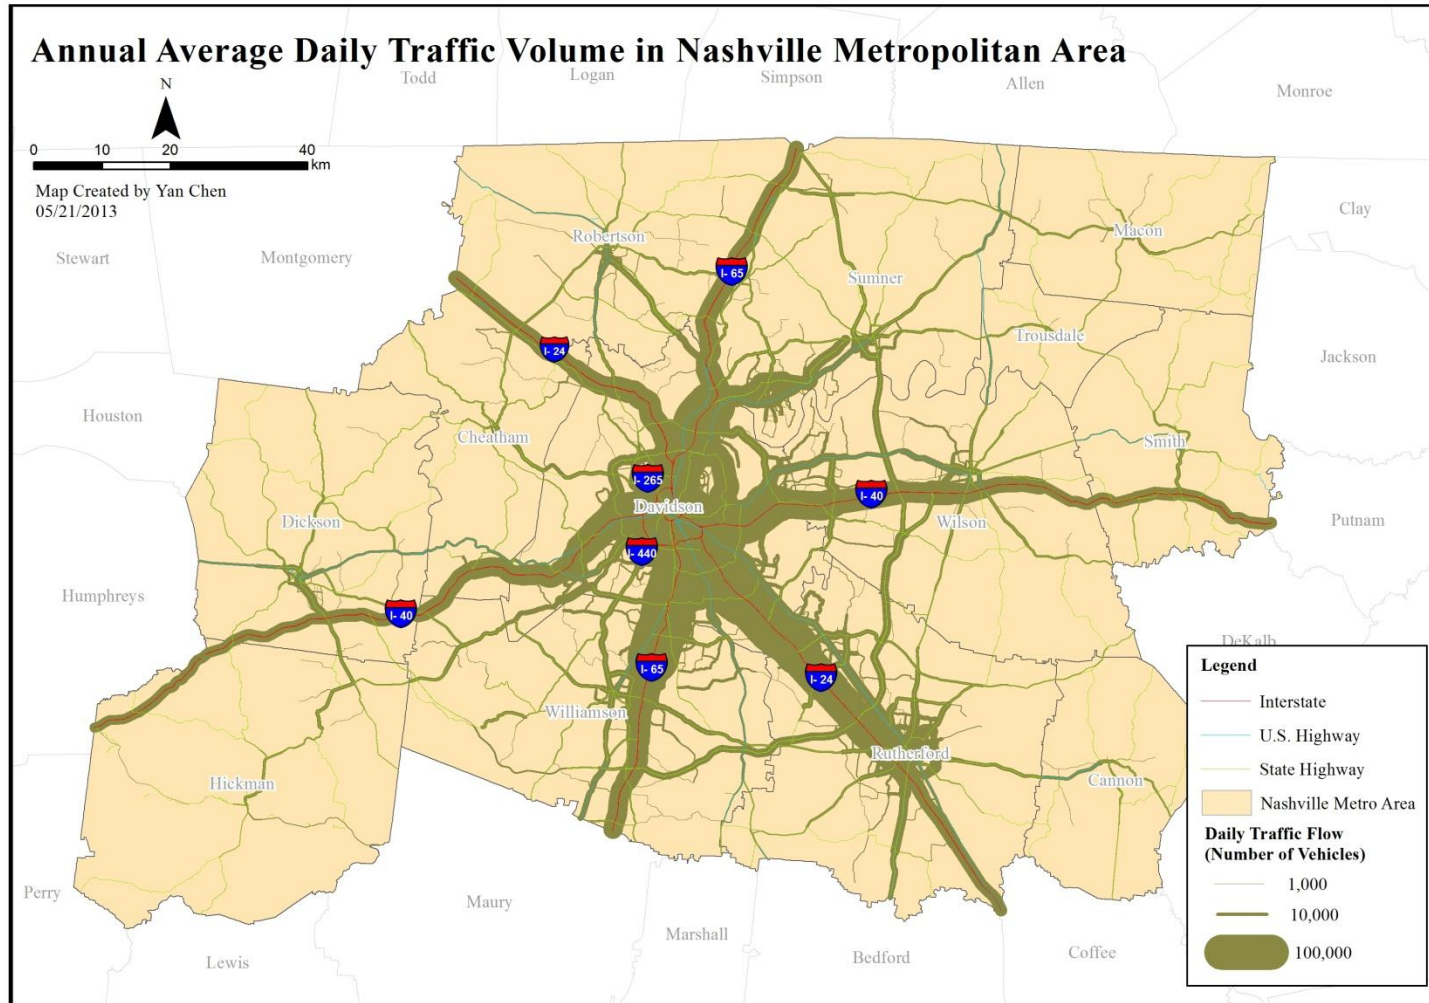 Annual Average Daily Traffic Volume in Nashville Metropolitan Area
Todd
Logan
Simpson
Allen
Monroe
N
0 10 20 40
km
Map Created by Yan Chen
05/21/2013
Stewart
Montgomery
Robertson
I- 65
Sumner
Macon
Clay
I- 24
Trousdale
Jackson
Houston
Cheatham
Smith
I- 265
I- 40
Davidson
Dickson
Wilson
Putnam
I- 440
Humphreys
I- 40
DeKalb
I- 65
I- 24
Williamson
Rutherford
Hickman
Cannon
Perry
Maury
Marshall
Lewis
Bedford
Coffee
Legend
Interstate
U.S. Highway
State Highway
Nashville Metro Area
Daily Traffic Flow
(Number of Vehicles)
1,000
10,000
100,000